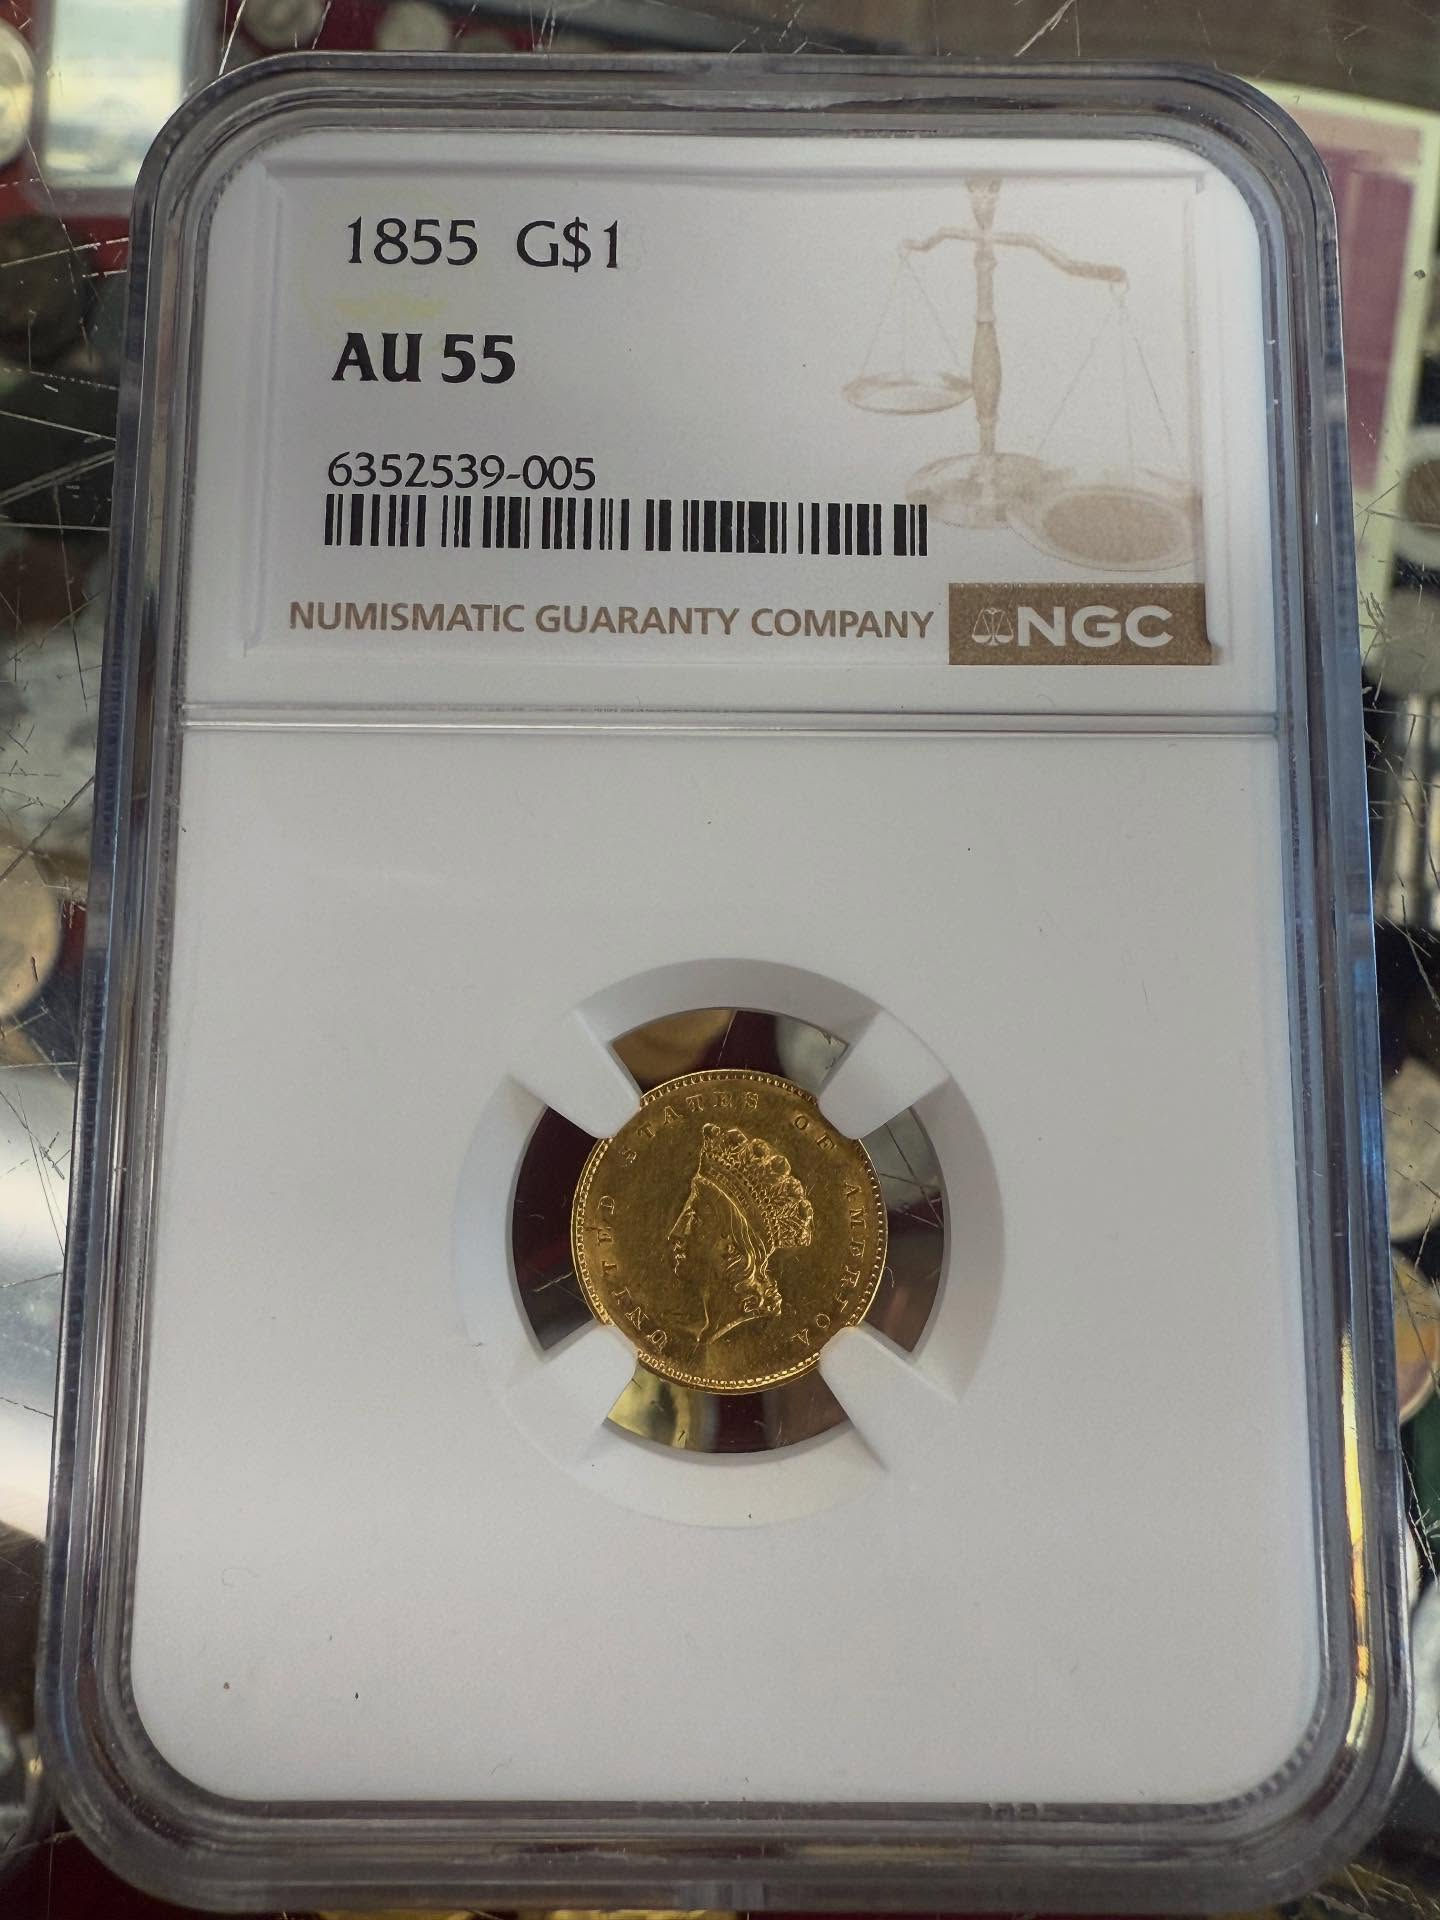 1855 G$1
AU 55
6352539-005
NUMISMATIC GUARANTY COMPANY NGC
UNITED STATES OF AMERICA